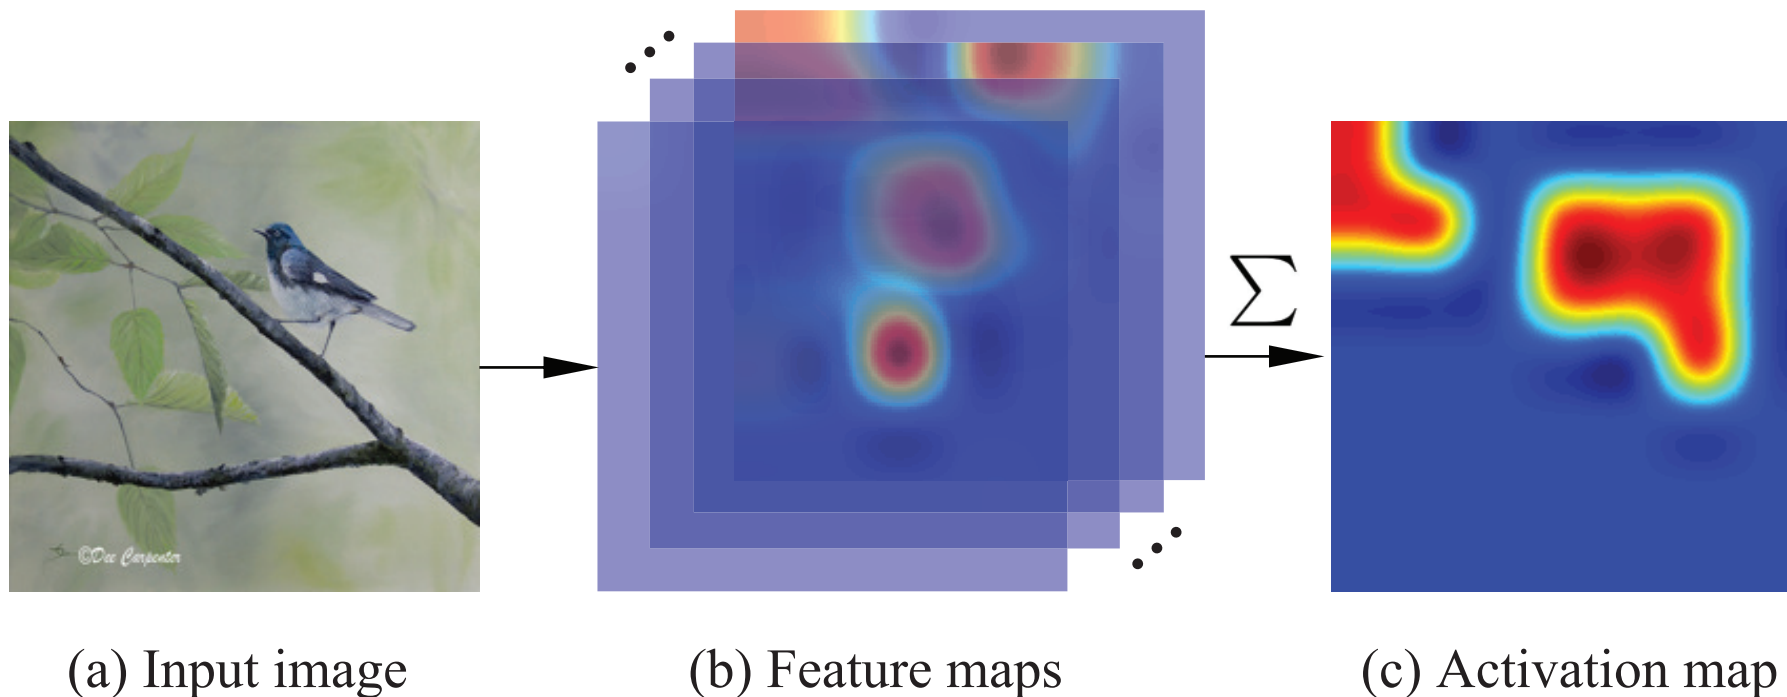 ∑
©Dee Carpenter
(a) Input image
(b) Feature maps
(c) Activation map